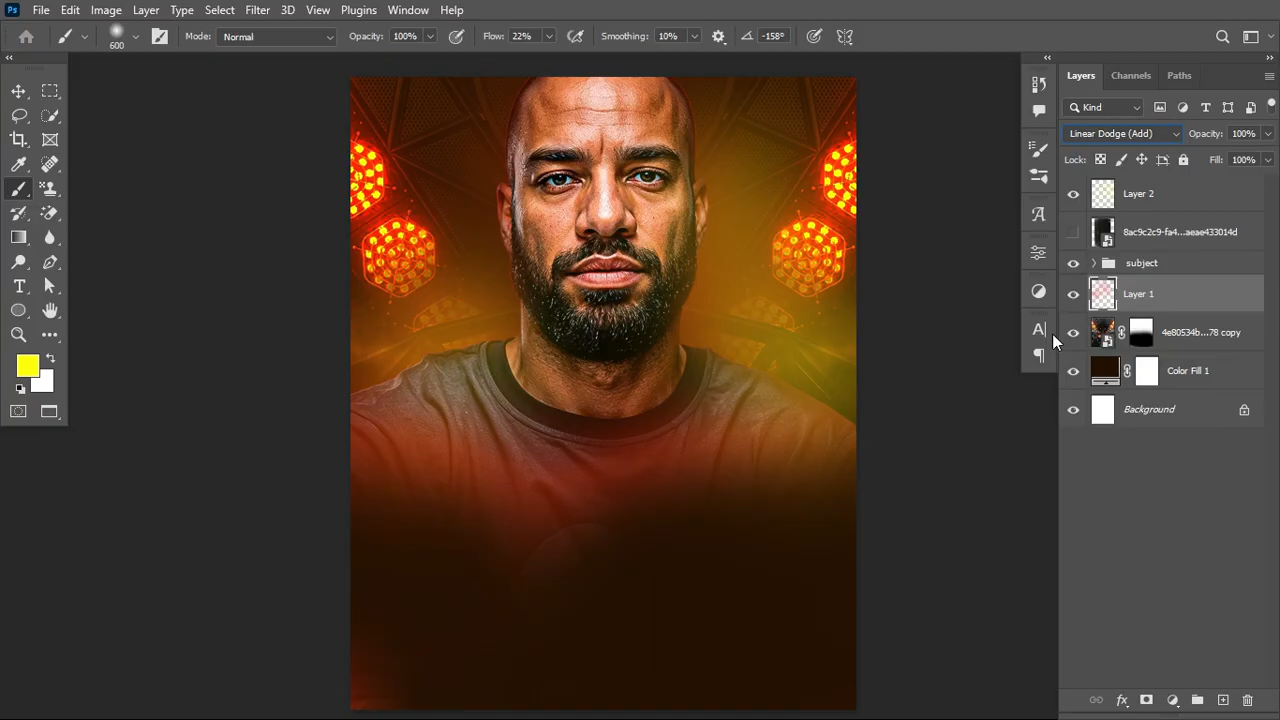 Ps File Edit Image Layer Type Select Filter 3D View Plugins Window Help
600 Mode: Normal Opacity: 100% Flow: 22% Smoothing: 10% -158°
Layers Channels Paths
Kind
Linear Dodge (Add) Opacity: 100%
Lock: Fill: 100%
Layer 2
8ac9c2c9-fa4...aeae433014d
subject
Layer 1
4e80534b...78 copy
Color Fill 1
Background